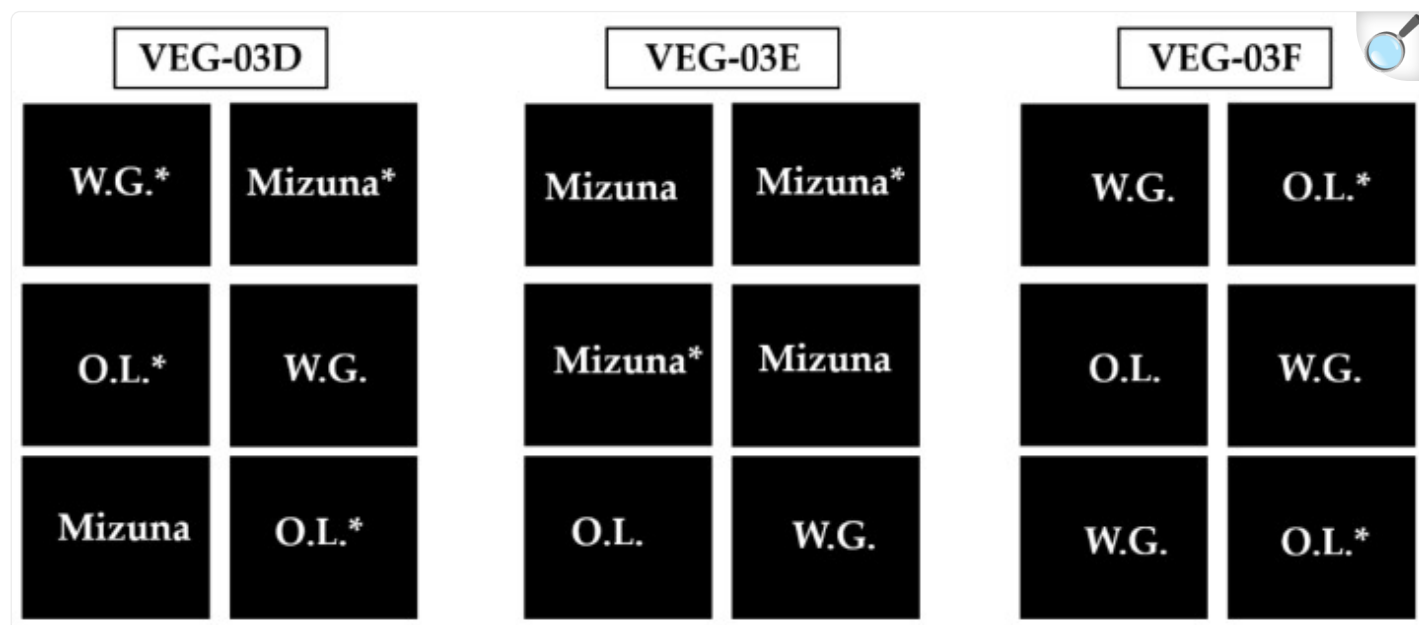 VEG-03D
W.G.* Mizuna*
O.L.* W.G.
Mizuna O.L.*
VEG-03E
Mizuna Mizuna*
Mizuna* Mizuna
O.L. W.G.
VEG-03F
W.G. O.L.*
O.L. W.G.
W.G. O.L.*